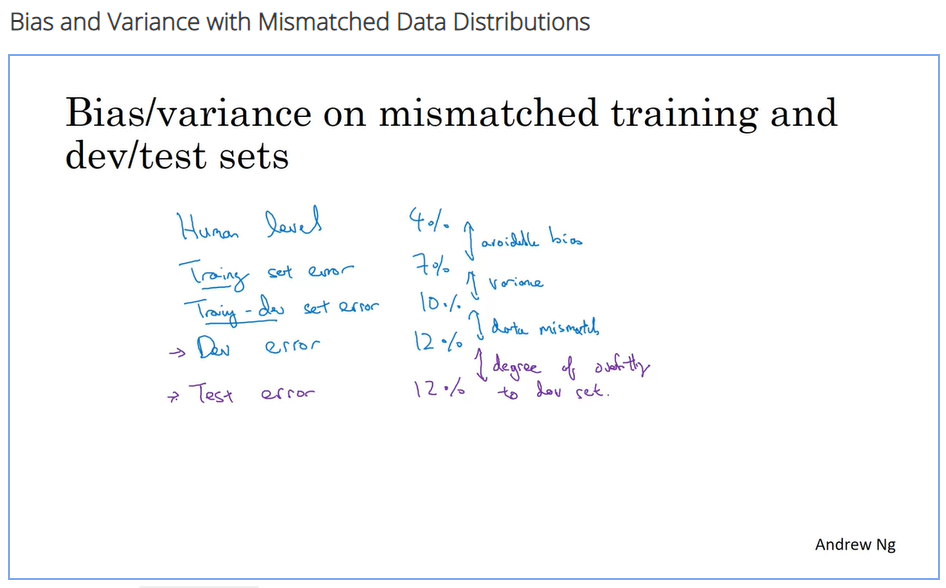 Bias and Variance with Mismatched Data Distributions
Bias/variance on mismatched training and
dev/test sets
Human level 4%
avoidable bias
Training set error 7%
Variance
Training-dev set error 10%
data mismatch
→ Dev error 12%
degree of overfitting
→ Test error 12% to dev set.
Andrew Ng